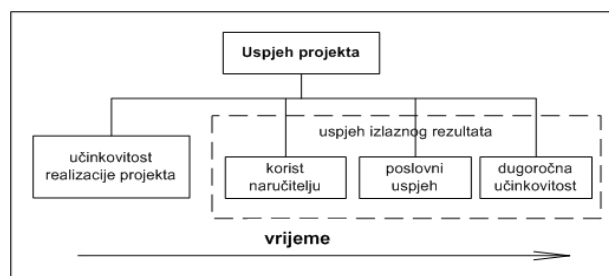 Uspjeh projekta
uspjeh izlaznog rezultata
učinkovitost
realizacije projekta
korist
naručitelju
poslovni
uspjeh
dugoročna
učinkovitost
vrijeme